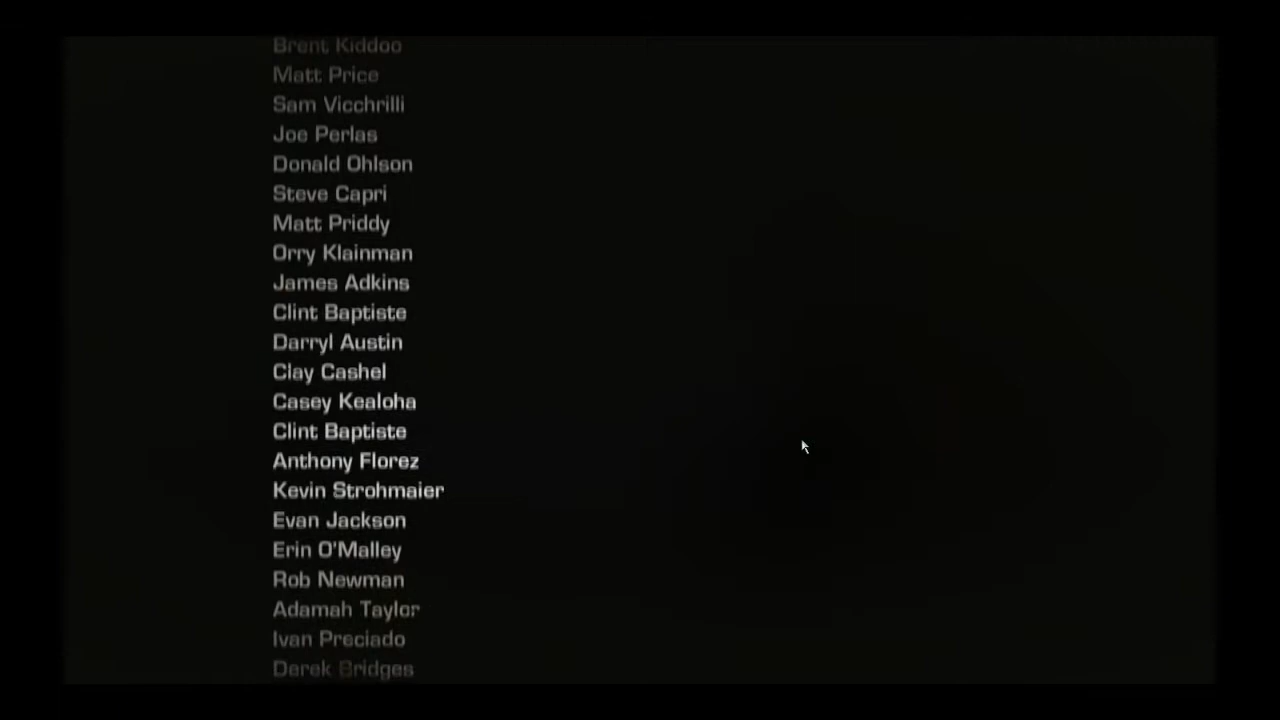 Brent Kiddoo
Matt Price
Sam Vicchrilli
Joe Perlas
Donald Ohlson
Steve Capri
Matt Priddy
Orry Klainman
James Adkins
Clint Baptiste
Darryl Austin
Clay Cashel
Casey Kealoha
Clint Baptiste
Anthony Florez
Kevin Strohmaier
Evan Jackson
Erin O'Malley
Rob Newman
Adamah Taylor
Ivan Preciado
Derek Bridges